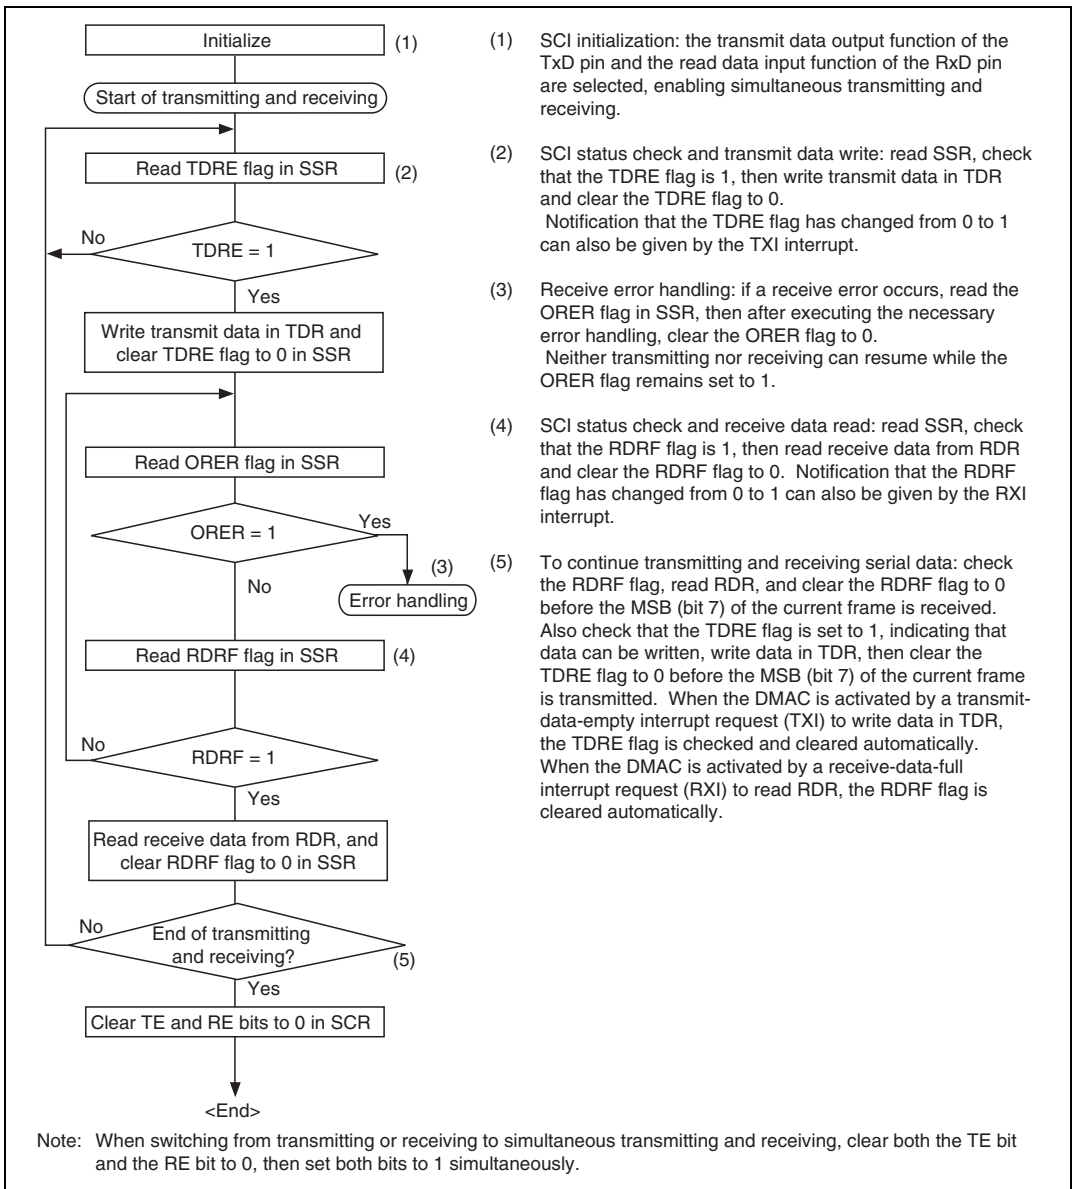 Initialize
(1)
Start of transmitting and receiving
Read TDRE flag in SSR
(2)
No
TDRE = 1
Yes
Write transmit data in TDR and
clear TDRE flag to 0 in SSR
Read ORER flag in SSR
Yes
ORER = 1
(3)
No
Error handling
Read RDRF flag in SSR
(4)
No
RDRF = 1
Yes
Read receive data from RDR, and
clear RDRF flag to 0 in SSR
No
End of transmitting
and receiving?
(5)
Yes
Clear TE and RE bits to 0 in SCR
<End>
(1) SCI initialization: the transmit data output function of the
TxD pin and the read data input function of the RxD pin
are selected, enabling simultaneous transmitting and
receiving.
(2) SCI status check and transmit data write: read SSR, check
that the TDRE flag is 1, then write transmit data in TDR
and clear the TDRE flag to 0.
Notification that the TDRE flag has changed from 0 to 1
can also be given by the TXI interrupt.
(3) Receive error handling: if a receive error occurs, read the
ORER flag in SSR, then after executing the necessary
error handling, clear the ORER flag to 0.
Neither transmitting nor receiving can resume while the
ORER flag remains set to 1.
(4) SCI status check and receive data read: read SSR, check
that the RDRF flag is 1, then read receive data from RDR
and clear the RDRF flag to 0. Notification that the RDRF
flag has changed from 0 to 1 can also be given by the RXI
interrupt.
(5) To continue transmitting and receiving serial data: check
the RDRF flag, read RDR, and clear the RDRF flag to 0
before the MSB (bit 7) of the current frame is received.
Also check that the TDRE flag is set to 1, indicating that
data can be written, write data in TDR, then clear the
TDRE flag to 0 before the MSB (bit 7) of the current frame
is transmitted. When the DMAC is activated by a transmit-
data-empty interrupt request (TXI) to write data in TDR,
the TDRE flag is checked and cleared automatically.
When the DMAC is activated by a receive-data-full
interrupt request (RXI) to read RDR, the RDRF flag is
cleared automatically.
Note: When switching from transmitting or receiving to simultaneous transmitting and receiving, clear both the TE bit
and the RE bit to 0, then set both bits to 1 simultaneously.